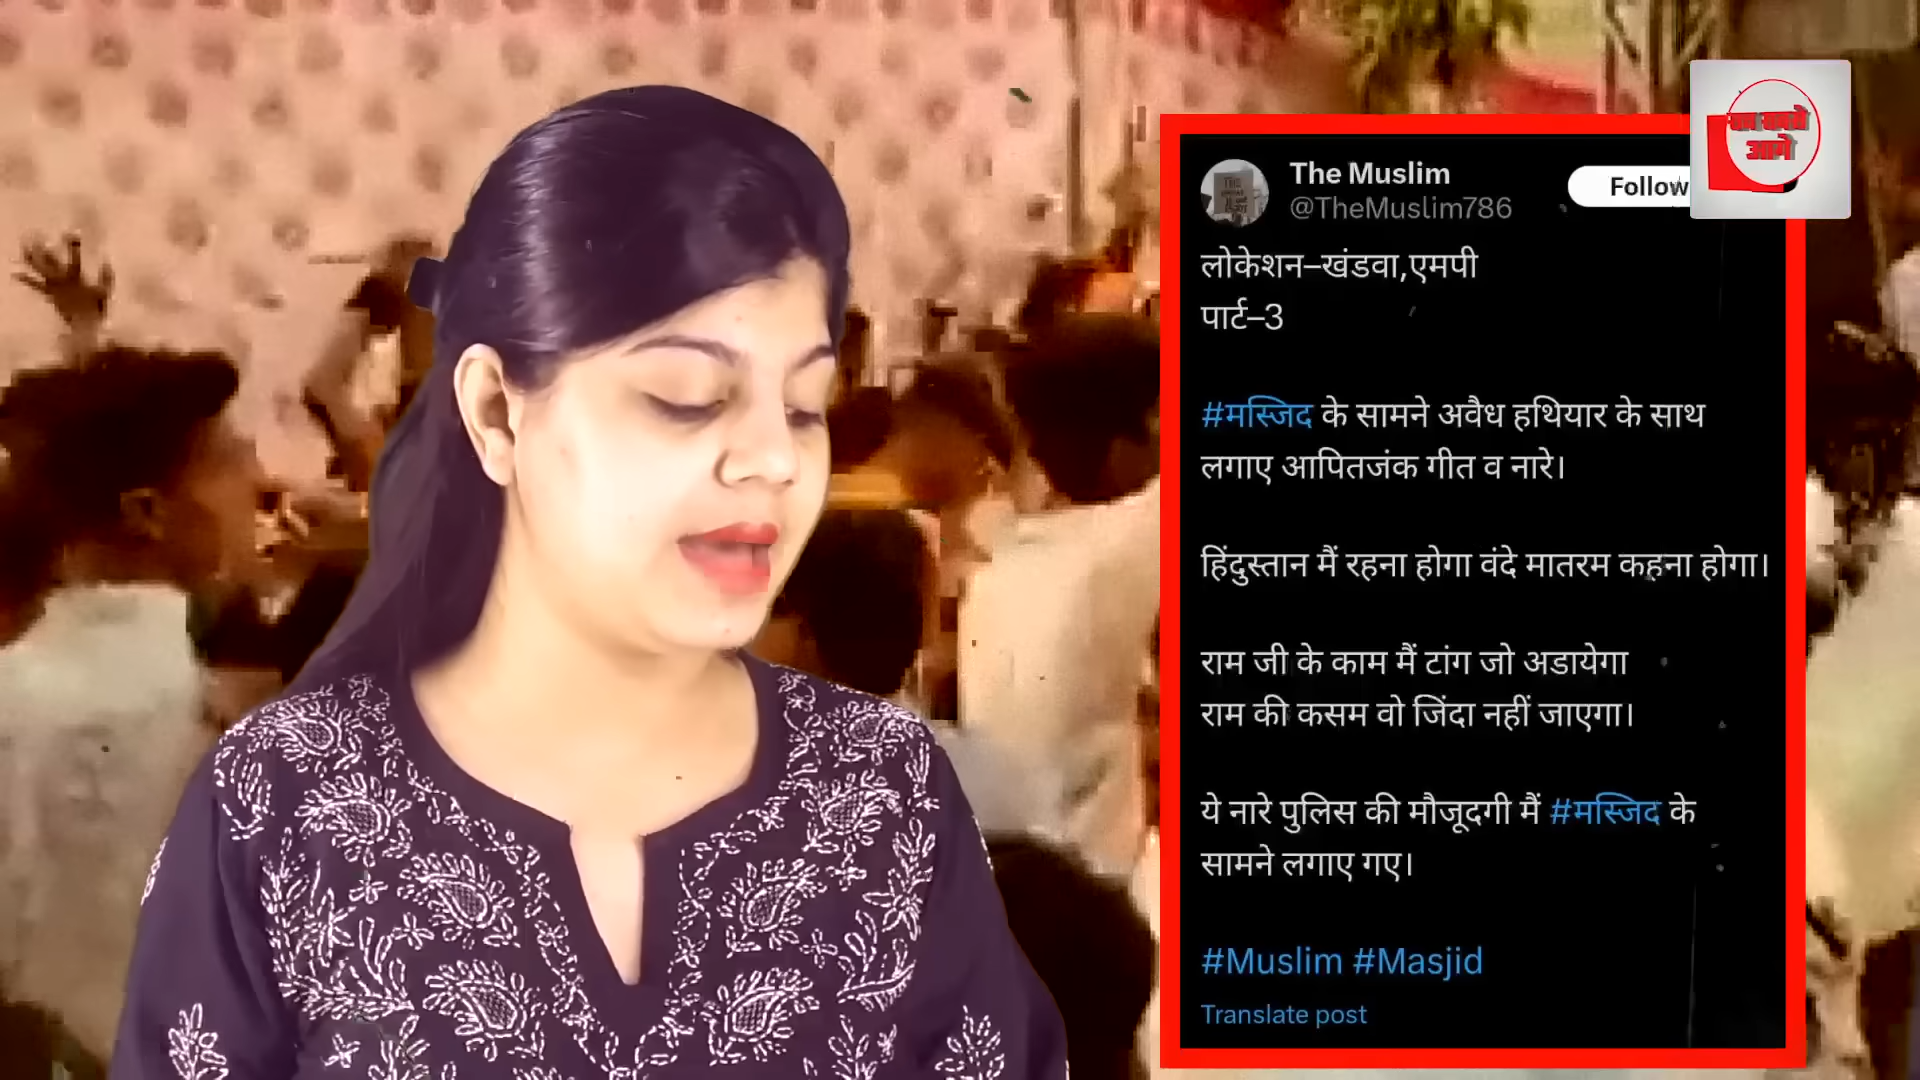 The Muslim
@TheMuslim786
Follow
लोकेशन–खंडवा,एमपी
पार्ट–3
#मस्जिद के सामने अवैध हथियार के साथ
लगाए आपितजंक गीत व नारे।
हिंदुस्तान मैं रहना होगा वंदे मातरम कहना होगा।
राम जी के काम मैं टांग जो अडायेगा
राम की कसम वो जिंदा नहीं जाएगा।
ये नारे पुलिस की मौजूदगी मैं #मस्जिद के
सामने लगाए गए।
#Muslim #Masjid
Translate post
आगे